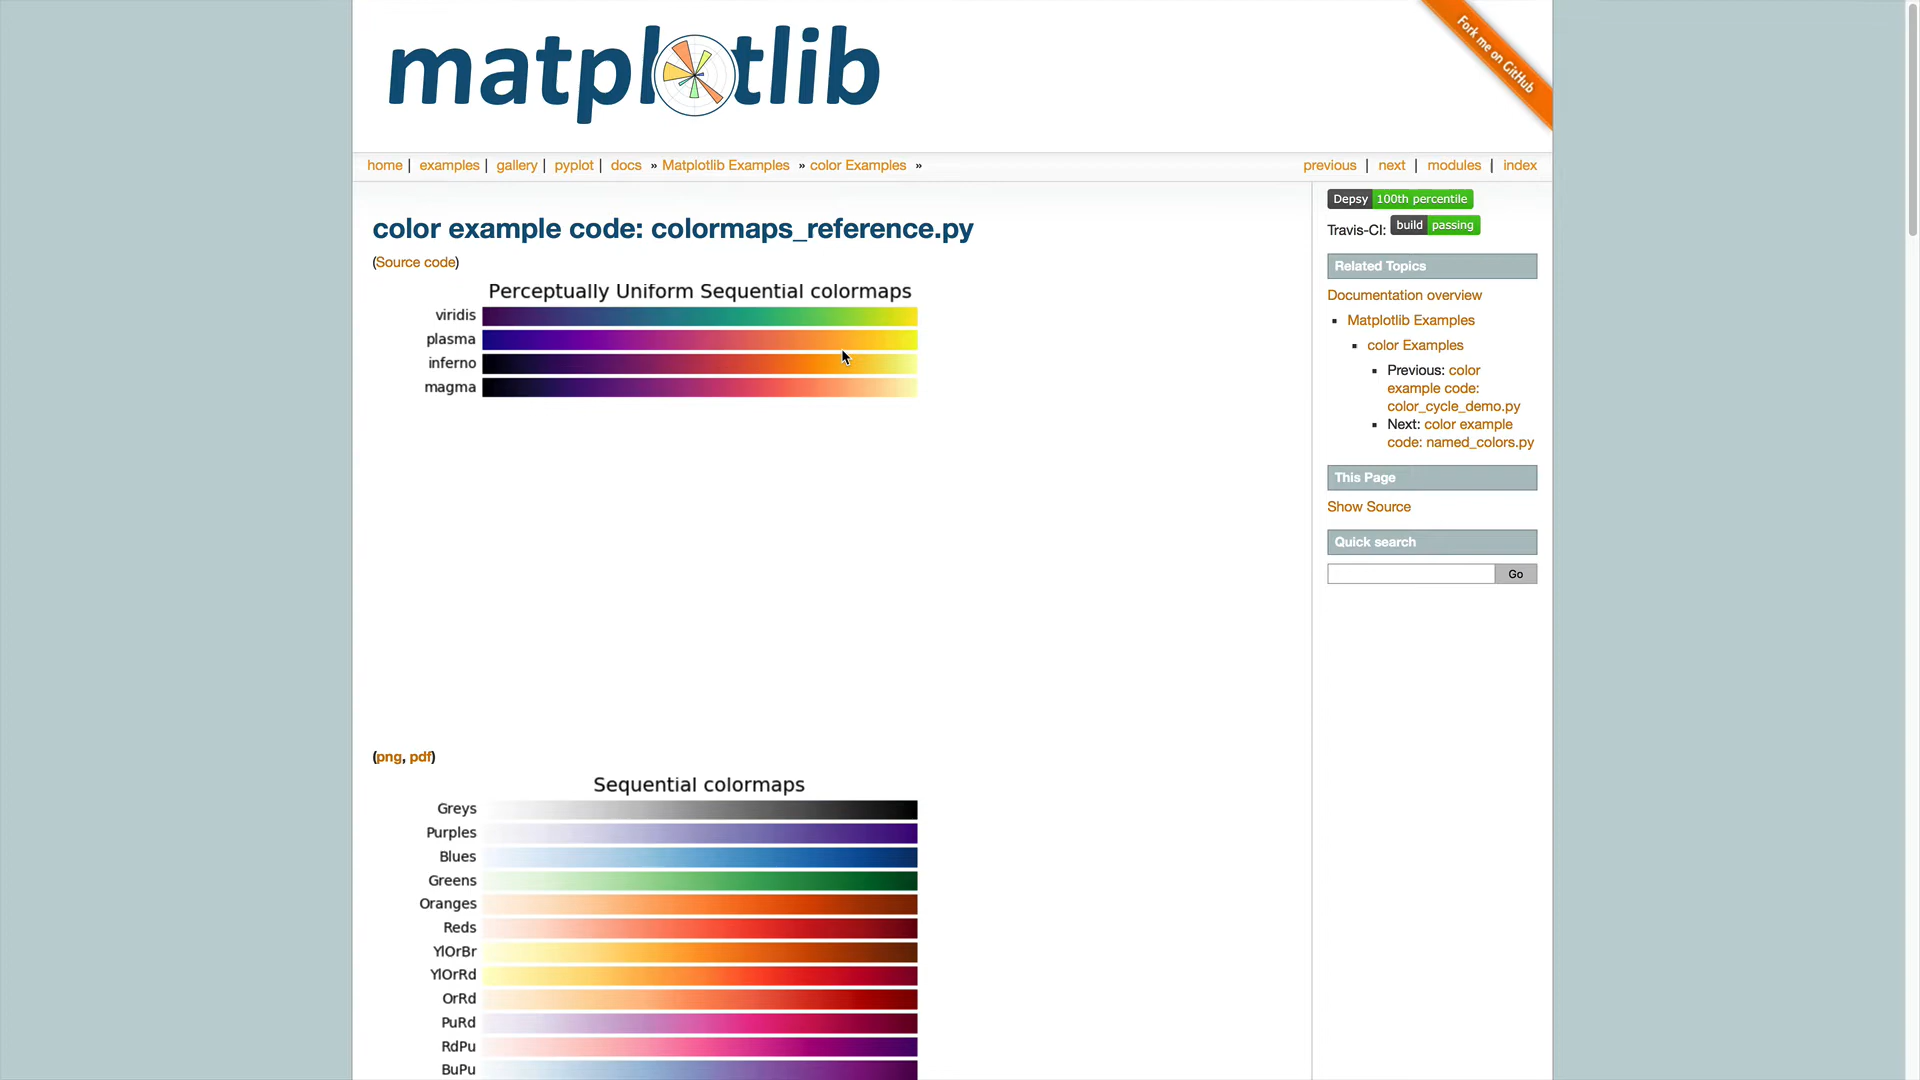 matplotlib
Fork me on GitHub
home | examples | gallery | pyplot | docs » Matplotlib Examples » color Examples »
previous | next | modules | index
color example code: colormaps_reference.py
(Source code)
Perceptually Uniform Sequential colormaps
viridis
plasma
inferno
magma
(png, pdf)
Sequential colormaps
Greys
Purples
Blues
Greens
Oranges
Reds
YlOrBr
YlOrRd
OrRd
PuRd
RdPu
BuPu
Depsy 100th percentile
Travis-CI: build passing
Related Topics
Documentation overview
Matplotlib Examples
color Examples
Previous: color
example code:
color_cycle_demo.py
Next: color example
code: named_colors.py
This Page
Show Source
Quick search
Go